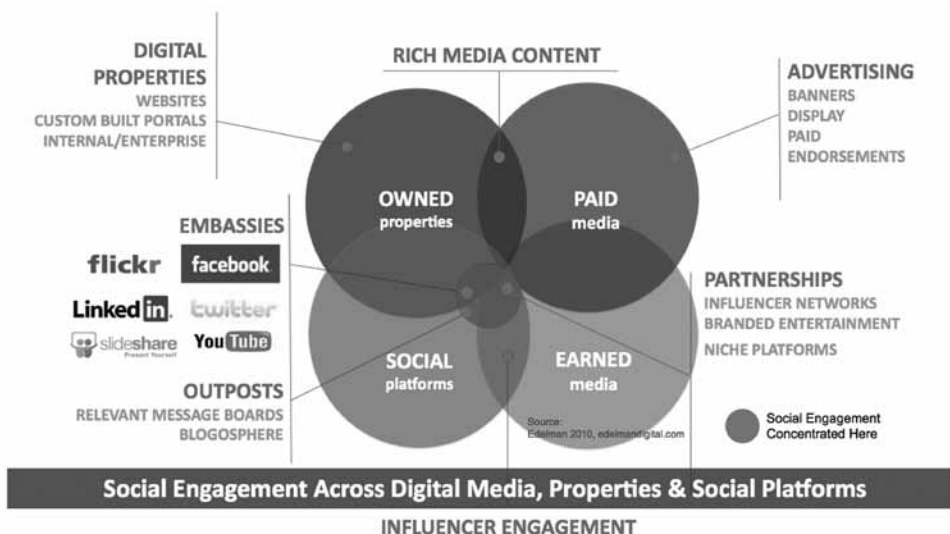 DIGITAL
PROPERTIES
WEBSITES
CUSTOM BUILT PORTALS
INTERNAL/ENTERPRISE
RICH MEDIA CONTENT
ADVERTISING
BANNERS
DISPLAY
PAID
ENDORSEMENTS
OWNED
properties
PAID
media
EMBASSIES
flickr
facebook
LinkedIn
twitter
slideshare
Present Yourself
YouTube
PARTNERSHIPS
INFLUENCER NETWORKS
BRANDED ENTERTAINMENT
NICHE PLATFORMS
SOCIAL
platforms
EARNED
media
OUTPOSTS
RELEVANT MESSAGE BOARDS
BLOGOSPHERE
Source:
Edelman 2010, edelmandigital.com
Social Engagement
Concentrated Here
Social Engagement Across Digital Media, Properties & Social Platforms
INFLUENCER ENGAGEMENT